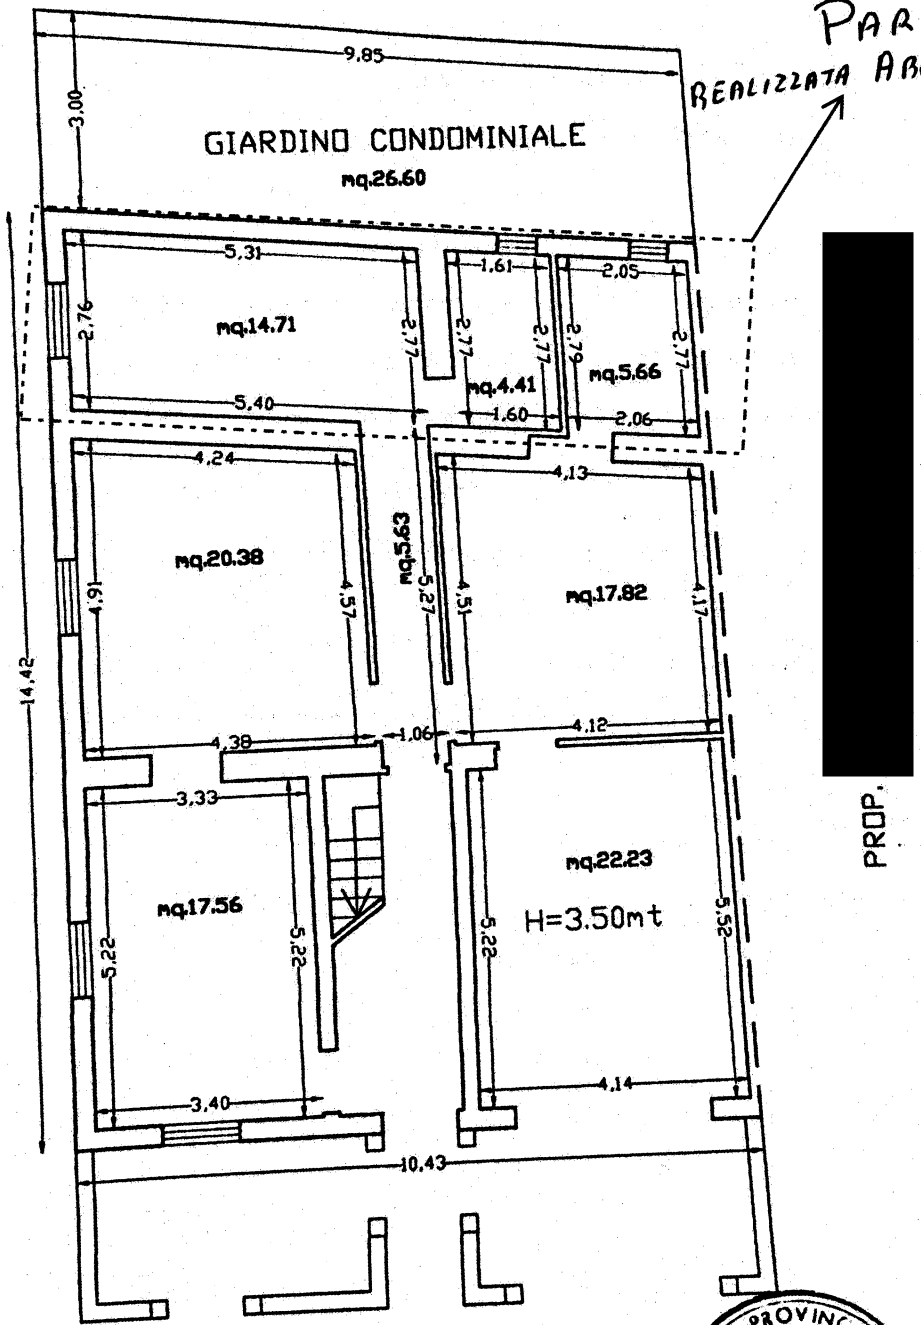 PAR
REALIZZATA AB
9.85
3.00
GIARDINO CONDOMINIALE
mq.26.60
5,31
1,61
2,05
2,76
mq.14.71
2,77
2,77
2,77
2,79
mq.4.41
mq.5.66
2,77
5,40
1,60
2,06
4,24
4,13
mq.20.38
mq.5.63
4,91
4,57
5,27
4,51
mq.17.82
4,17
14,42
4,38
1,06
4,12
3,33
PROP.
mq.17.56
mq.22.23
H=3.50mt
5,22
5,22
5,22
5,52
3,40
4,14
10,43
PROVINC